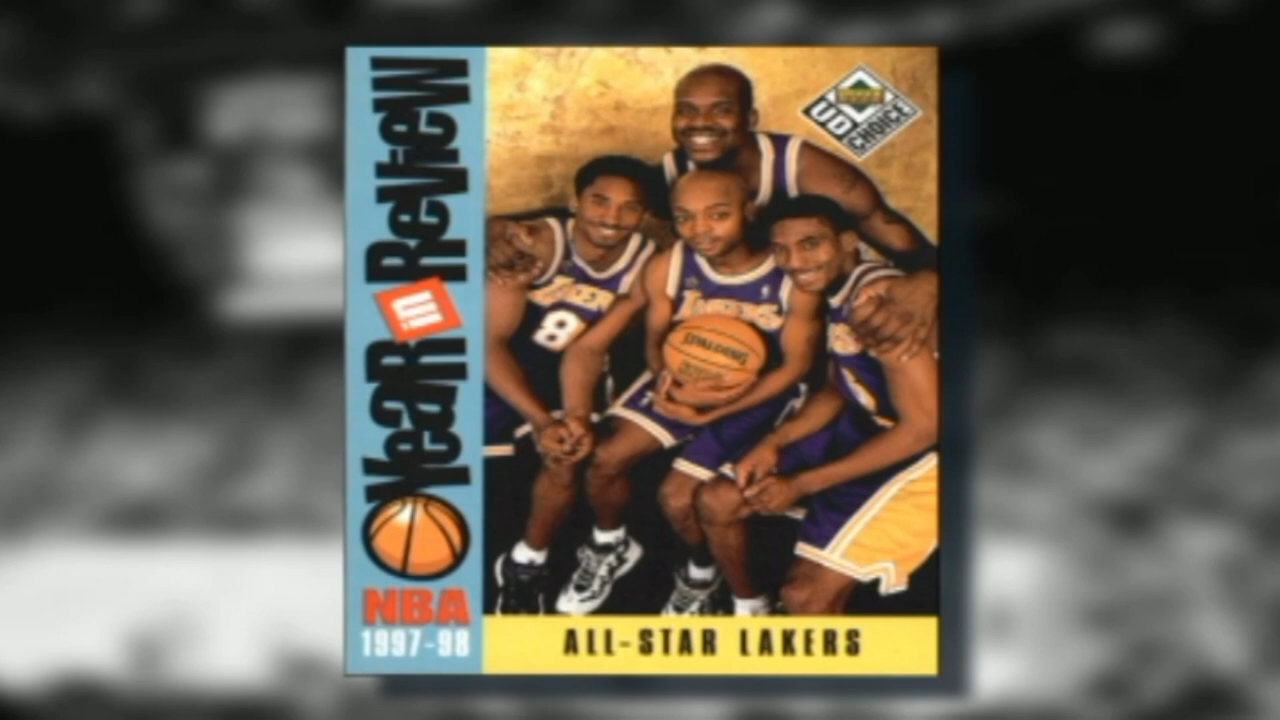 YeaR in ReVieW
NBA
1997-98
UD CHOICE
LAKERS
8
LAKERS
SPALDING
ALL-STAR LAKERS